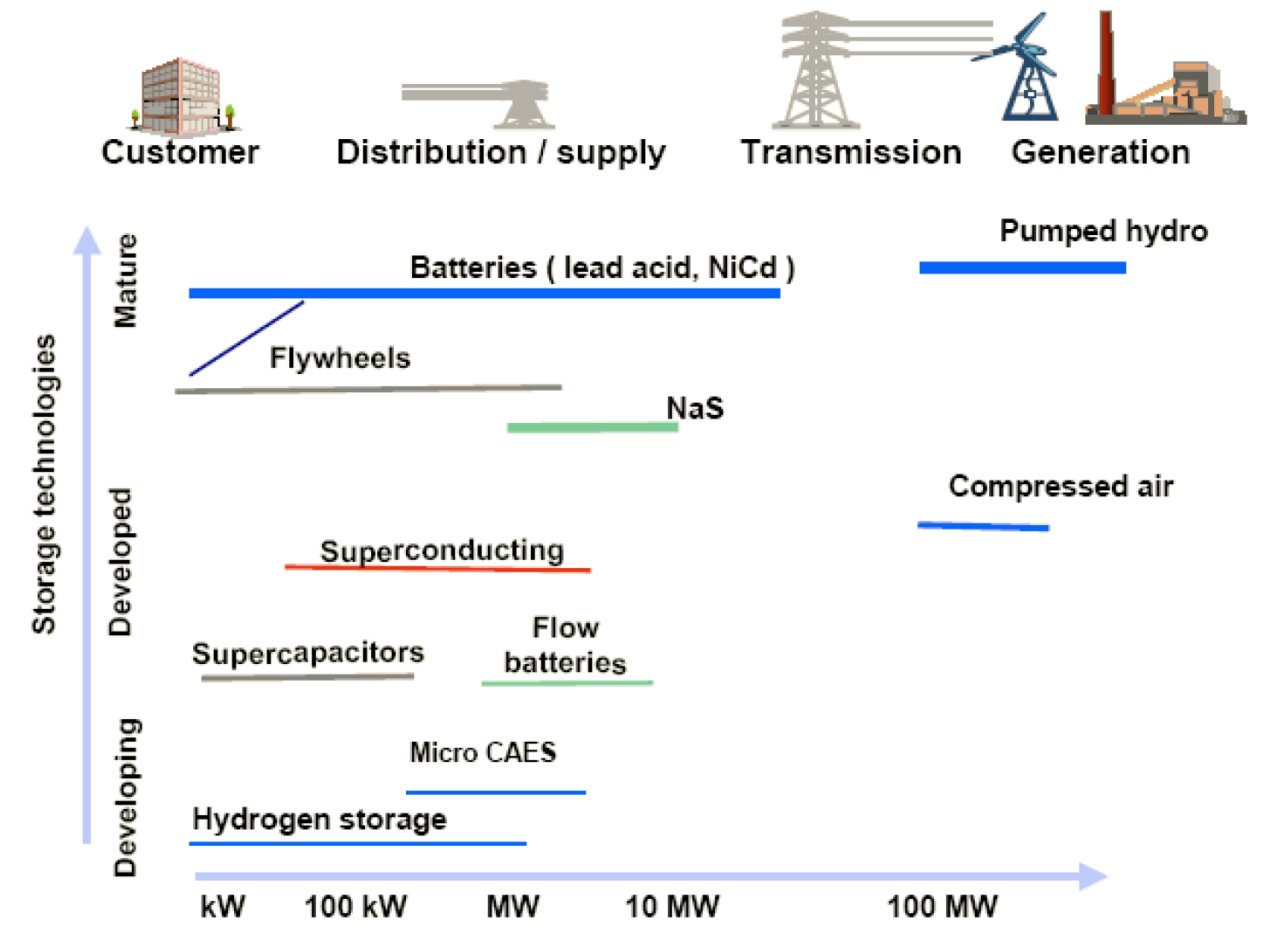 Customer
Distribution / supply
Transmission
Generation
Storage technologies
Mature
Developed
Developing
Pumped hydro
Batteries ( lead acid, NiCd )
Flywheels
NaS
Compressed air
Superconducting
Flow
batteries
Supercapacitors
Micro CAES
Hydrogen storage
kW
100 kW
MW
10 MW
100 MW